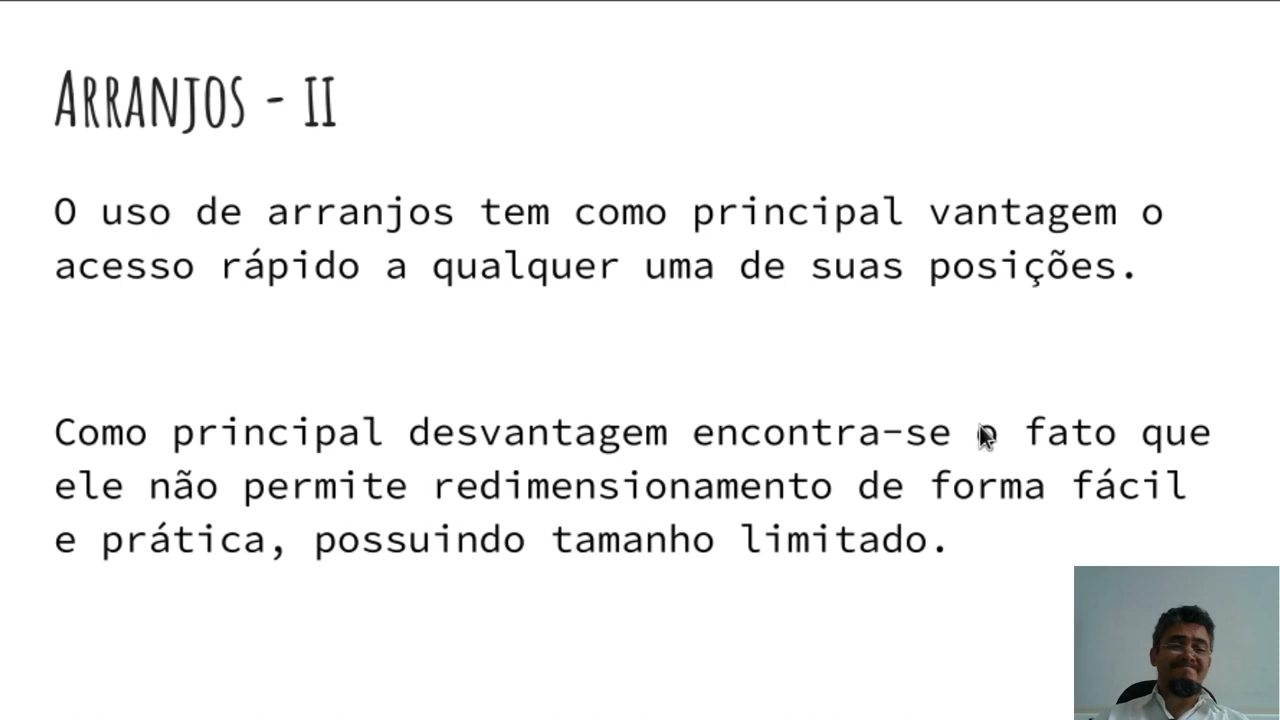 ARRANJOS - II
O uso de arranjos tem como principal vantagem o
acesso rápido a qualquer uma de suas posições.
Como principal desvantagem encontra-se o fato que
ele não permite redimensionamento de forma fácil
e prática, possuindo tamanho limitado.